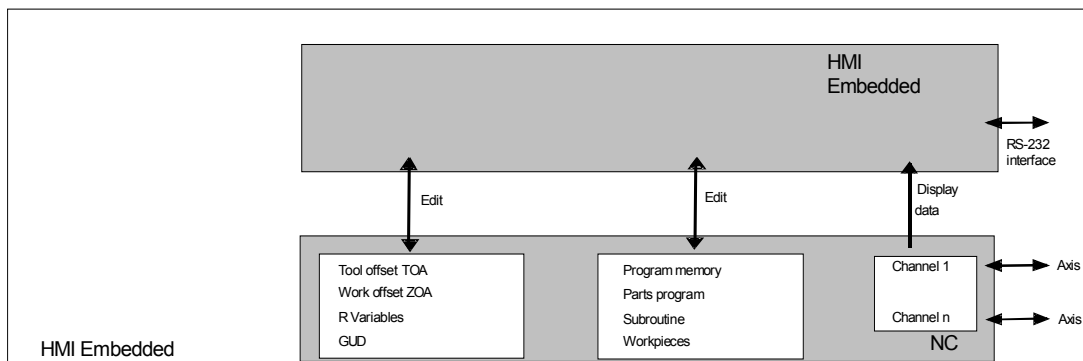 HMI
Embedded
RS-232
interface
Edit
Edit
Display
data
Tool offset TOA
Work offset ZOA
R Variables
GUD
Program memory
Parts program
Subroutine
Workpieces
Channel 1
Channel n
Axis
Axis
NC
HMI Embedded